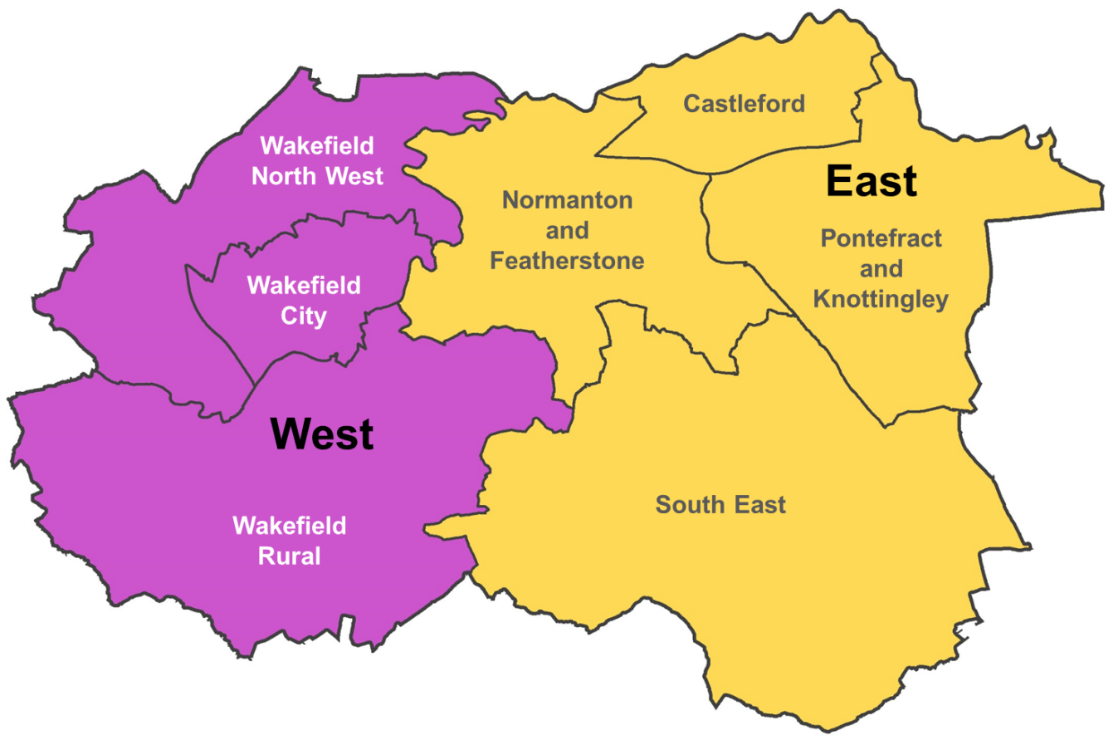 Castleford
Wakefield
North West
East
Normanton
and
Featherstone
Pontefract
and
Knottingley
Wakefield
City
West
South East
Wakefield
Rural